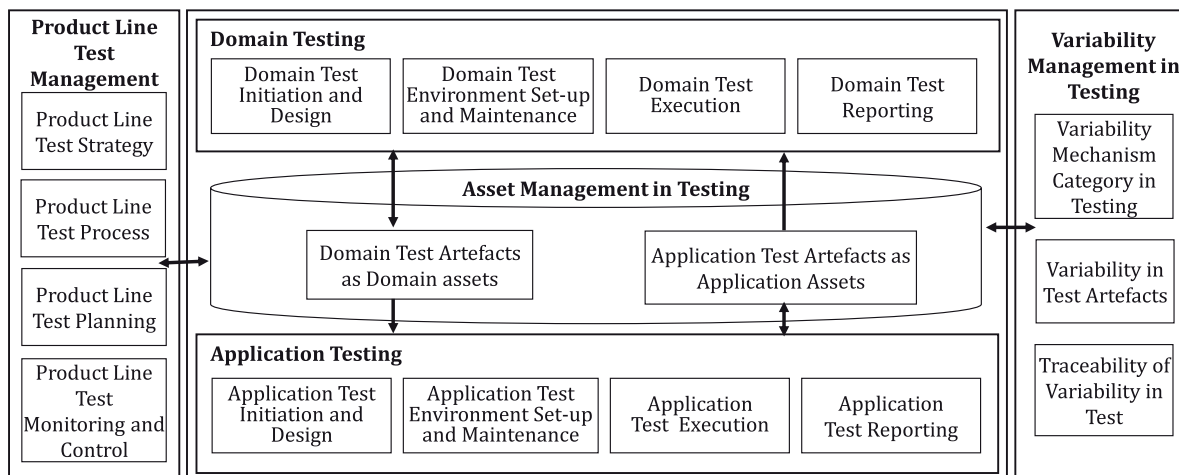 Product Line
Test
Management
Product Line
Test Strategy
Product Line
Test Process
Product Line
Test Planning
Product Line
Test
Monitoring and
Control
Domain Testing
Domain Test
Initiation and
Design
Domain Test
Environment Set-up
and Maintenance
Domain Test
Execution
Domain Test
Reporting
Asset Management in Testing
Domain Test Artefacts
as Domain assets
Application Test Artefacts as
Application Assets
Application Testing
Application Test
Initiation and
Design
Application Test
Environment Set-up
and Maintenance
Application
Test Execution
Application
Test Reporting
Variability
Management in
Testing
Variability
Mechanism
Category in
Testing
Variability in
Test Artefacts
Traceability of
Variability in
Test